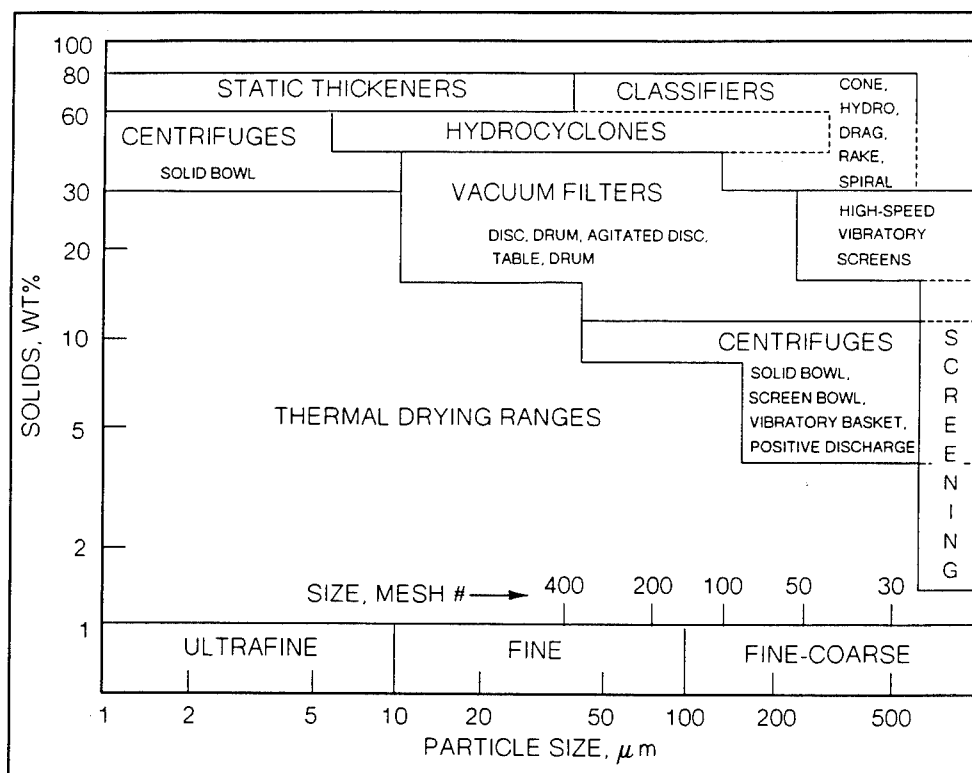 SOLIDS, WT%
100
80
60
30
20
10
5
2
1
STATIC THICKENERS
CLASSIFIERS
CONE,
HYDRO,
DRAG,
RAKE,
SPIRAL
CENTRIFUGES
SOLID BOWL
HYDROCYCLONES
VACUUM FILTERS
DISC, DRUM, AGITATED DISC,
TABLE, DRUM
HIGH-SPEED
VIBRATORY
SCREENS
CENTRIFUGES
SOLID BOWL,
SCREEN BOWL,
VIBRATORY BASKET,
POSITIVE DISCHARGE
SCREENING
THERMAL DRYING RANGES
SIZE, MESH # 400 200 100 50 30
ULTRAFINE FINE FINE-COARSE
1 2 5 10 20 50 100 200 500
PARTICLE SIZE, μm